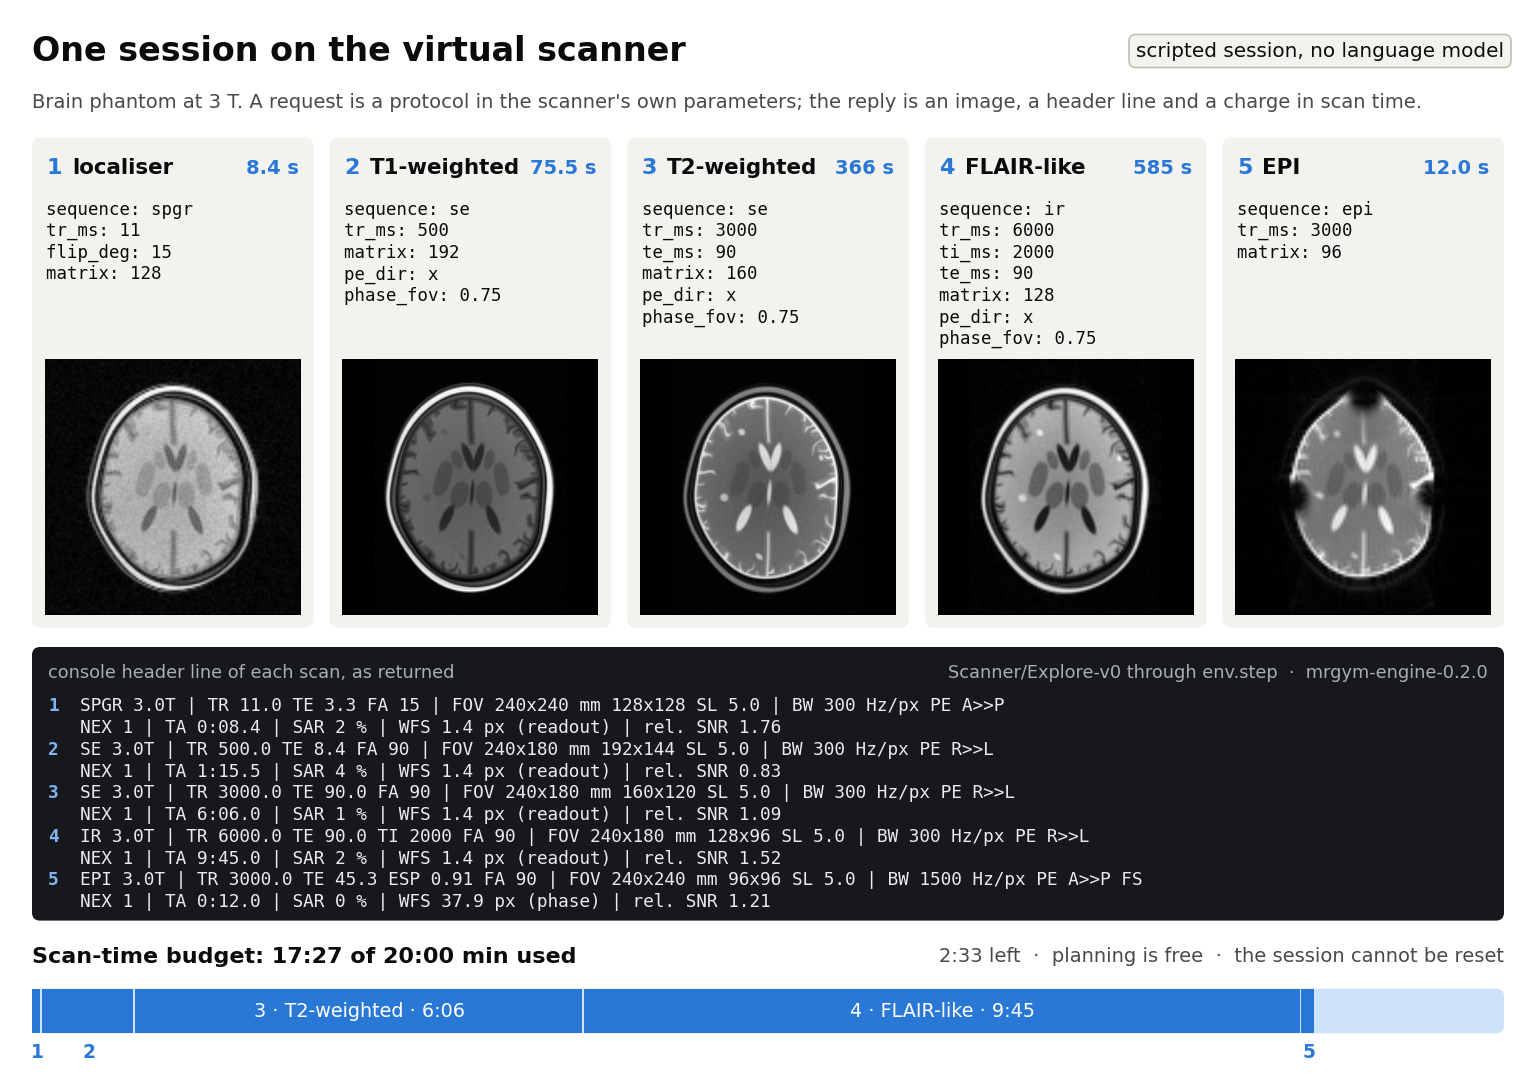 One session on the virtual scanner
scripted session, no language model
Brain phantom at 3 T. A request is a protocol in the scanner's own parameters; the reply is an image, a header line and a charge in scan time.
1 localiser 8.4 s
sequence: spgr
tr_ms: 11
flip_deg: 15
matrix: 128
2 T1-weighted 75.5 s
sequence: se
tr_ms: 500
matrix: 192
pe_dir: x
phase_fov: 0.75
3 T2-weighted 366 s
sequence: se
tr_ms: 3000
te_ms: 90
matrix: 160
pe_dir: x
phase_fov: 0.75
4 FLAIR-like 585 s
sequence: ir
tr_ms: 6000
ti_ms: 2000
te_ms: 90
matrix: 128
pe_dir: x
phase_fov: 0.75
5 EPI 12.0 s
sequence: epi
tr_ms: 3000
matrix: 96
console header line of each scan, as returned
Scanner/Explore-v0 through env.step · mrgym-engine-0.2.0
1 SPGR 3.0T | TR 11.0 TE 3.3 FA 15 | FOV 240x240 mm 128x128 SL 5.0 | BW 300 Hz/px PE A>>P
NEX 1 | TA 0:08.4 | SAR 2 % | WFS 1.4 px (readout) | rel. SNR 1.76
2 SE 3.0T | TR 500.0 TE 8.4 FA 90 | FOV 240x180 mm 192x144 SL 5.0 | BW 300 Hz/px PE R>>L
NEX 1 | TA 1:15.5 | SAR 4 % | WFS 1.4 px (readout) | rel. SNR 0.83
3 SE 3.0T | TR 3000.0 TE 90.0 FA 90 | FOV 240x180 mm 160x120 SL 5.0 | BW 300 Hz/px PE R>>L
NEX 1 | TA 6:06.0 | SAR 1 % | WFS 1.4 px (readout) | rel. SNR 1.09
4 IR 3.0T | TR 6000.0 TE 90.0 TI 2000 FA 90 | FOV 240x180 mm 128x96 SL 5.0 | BW 300 Hz/px PE R>>L
NEX 1 | TA 9:45.0 | SAR 2 % | WFS 1.4 px (readout) | rel. SNR 1.52
5 EPI 3.0T | TR 3000.0 TE 45.3 ESP 0.91 FA 90 | FOV 240x240 mm 96x96 SL 5.0 | BW 1500 Hz/px PE A>>P FS
NEX 1 | TA 0:12.0 | SAR 0 % | WFS 37.9 px (phase) | rel. SNR 1.21
Scan-time budget: 17:27 of 20:00 min used
2:33 left · planning is free · the session cannot be reset
3 · T2-weighted · 6:06
4 · FLAIR-like · 9:45
1
2
5